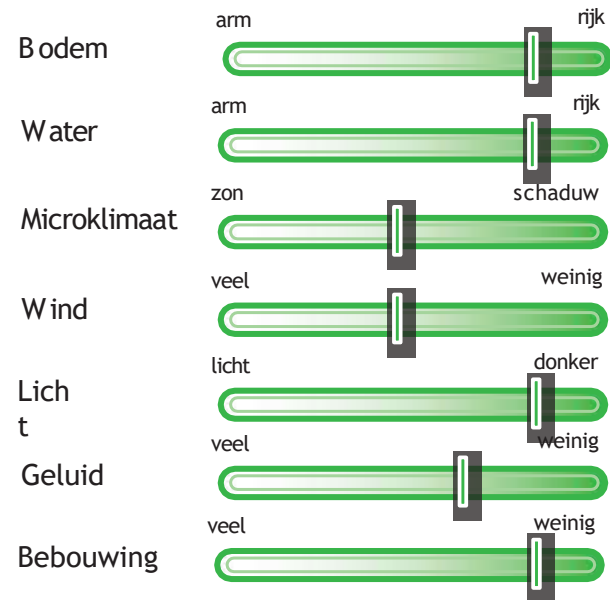 arm rijk
Bodem
arm rijk
Water
zon schaduw
Microklimaat
veel weinig
Wind
licht donker
Lich
t
veel weinig
Geluid
veel weinig
Bebouwing